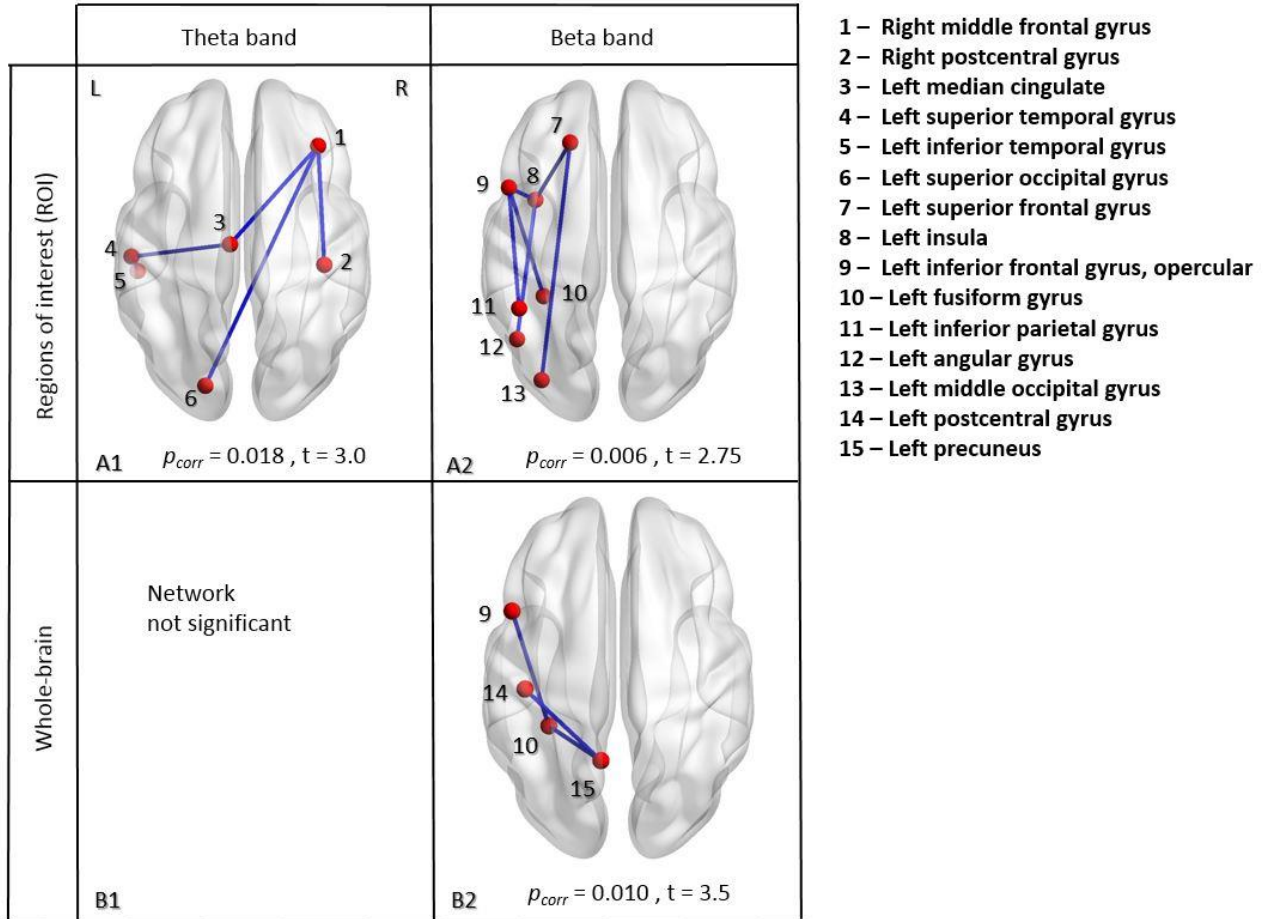 Theta band
Beta band
Regions of interest (ROI)
L
R
1
2
3
4
5
6
A1
p_corr = 0.018 , t = 3.0
7
8
9
10
11
12
13
A2
p_corr = 0.006 , t = 2.75
Whole-brain
Network
not significant
B1
9
14
10
15
B2
p_corr = 0.010 , t = 3.5
1 – Right middle frontal gyrus
2 – Right postcentral gyrus
3 – Left median cingulate
4 – Left superior temporal gyrus
5 – Left inferior temporal gyrus
6 – Left superior occipital gyrus
7 – Left superior frontal gyrus
8 – Left insula
9 – Left inferior frontal gyrus, opercular
10 – Left fusiform gyrus
11 – Left inferior parietal gyrus
12 – Left angular gyrus
13 – Left middle occipital gyrus
14 – Left postcentral gyrus
15 – Left precuneus